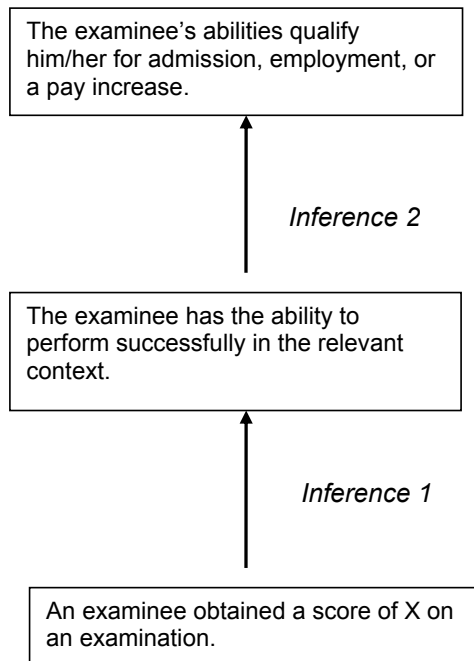 The examinee’s abilities qualify
him/her for admission, employment, or
a pay increase.
Inference 2
The examinee has the ability to
perform successfully in the relevant
context.
Inference 1
An examinee obtained a score of X on
an examination.